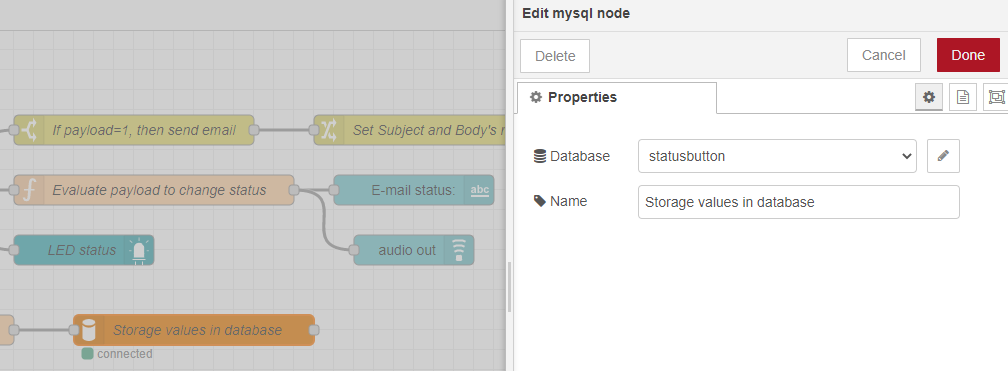 Edit mysql node
Delete
Cancel
Done
Properties
Database
statusbutton
Name
Storage values in database
If payload=1, then send email
Set Subject and Body's
Evaluate payload to change status
E-mail status:
abc
LED status
audio out
Storage values in database
connected